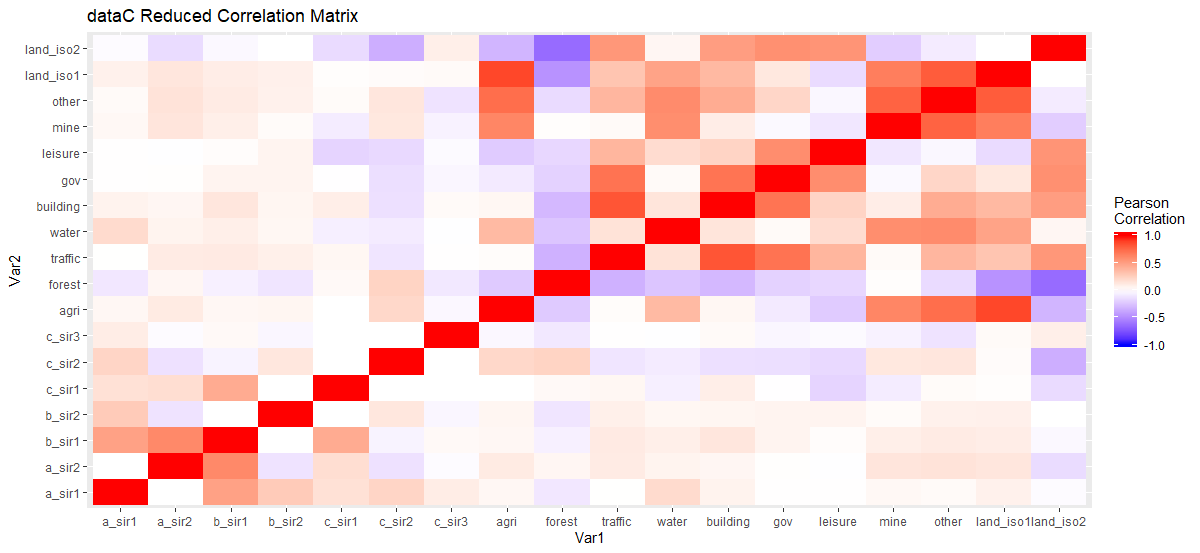 dataC Reduced Correlation Matrix
Var2
land_iso2
land_iso1
other
mine
leisure
gov
building
water
traffic
forest
agri
c_sir3
c_sir2
c_sir1
b_sir2
b_sir1
a_sir2
a_sir1
a_sir1 a_sir2 b_sir1 b_sir2 c_sir1 c_sir2 c_sir3 agri forest traffic water building gov leisure mine other land_iso1 land_iso2
Var1
Pearson
Correlation
1.0
0.5
0.0
-0.5
-1.0